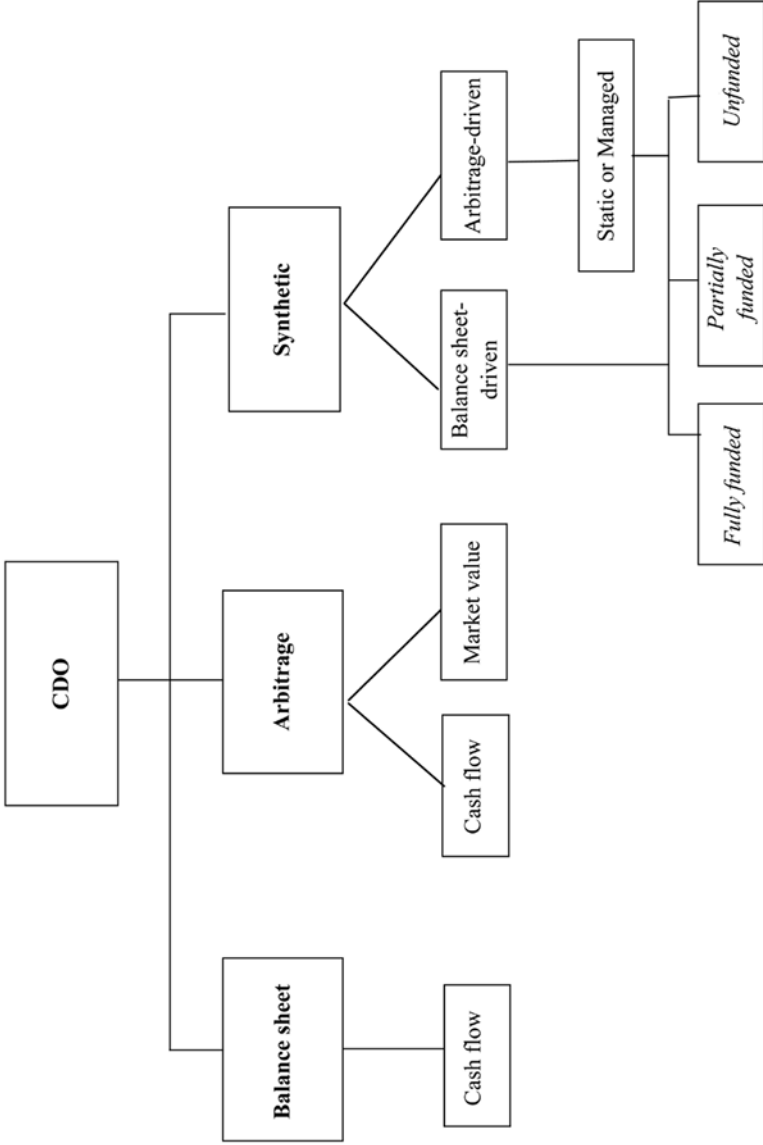 CDO
Balance sheet
Arbitrage
Synthetic
Cash flow
Cash flow
Market value
Balance sheet-
driven
Arbitrage-driven
Static or Managed
Fully funded
Partially
funded
Unfunded